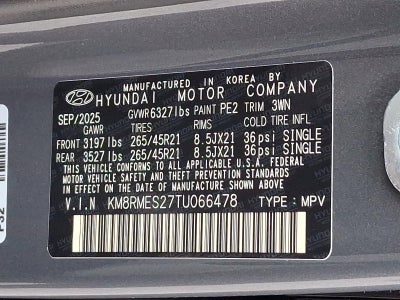 MANUFACTURED IN KOREA BY
HYUNDAI MOTOR COMPANY
SEP/2025 GVWR6327lbs PAINT PE2 TRIM 3WN
GAWR TIRES RIMS COLD TIRE INFL
FRONT 3197lbs 265/45R21 8.5JX21 36psi SINGLE
REAR 3527lbs 265/45R21 8.5JX21 36psi SINGLE
THIS VEHICLE CONFORMS TO ALL APPLICABLE U.S.A. FEDERAL
MOTOR VEHICLE SAFETY BUMPER, AND THEFT PREVENTION STANDARDS
IN EFFECT ON THE DATE OF MANUFACTURE SHOWN ABOVE.
V.I.N KM8RMES27TU066478 TYPE: MPV